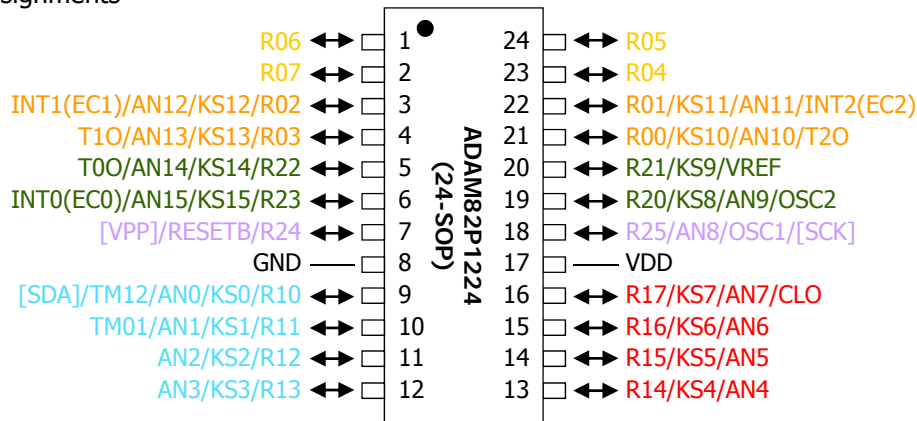 signments
R06 1 24 R05
R07 2 23 R04
INT1(EC1)/AN12/KS12/R02 3 22 R01/KS11/AN11/INT2(EC2)
T1O/AN13/KS13/R03 4 21 R00/KS10/AN10/T2O
T0O/AN14/KS14/R22 5 20 R21/KS9/VREF
INT0(EC0)/AN15/KS15/R23 6 19 R20/KS8/AN9/OSC2
[VPP]/RESETB/R24 7 18 R25/AN8/OSC1/[SCK]
GND 8 17 VDD
[SDA]/TM12/AN0/KS0/R10 9 16 R17/KS7/AN7/CLO
TM01/AN1/KS1/R11 10 15 R16/KS6/AN6
AN2/KS2/R12 11 14 R15/KS5/AN5
AN3/KS3/R13 12 13 R14/KS4/AN4
ADAM82P1224
(24-SOP)